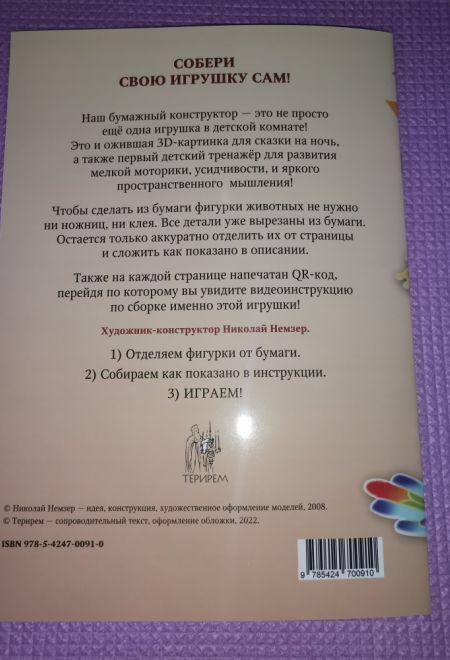 СОБЕРИ
СВОЮ ИГРУШКУ САМ!
Наш бумажный конструктор — это не просто
ещё одна игрушка в детской комнате!
Это и ожившая 3D-картинка для сказки на ночь,
а также первый детский тренажёр для развития
мелкой моторики, усидчивости, и яркого
пространственного мышления!
Чтобы сделать из бумаги фигурки животных не нужно
ни ножниц, ни клея. Все детали уже вырезаны из бумаги.
Остается только аккуратно отделить их от страницы
и сложить как показано в описании.
Также на каждой странице напечатан QR-код,
перейдя по которому вы увидите видеоинструкцию
по сборке именно этой игрушки!
Художник-конструктор Николай Немзер.
1) Отделяем фигурки от бумаги.
2) Собираем как показано в инструкции.
3) ИГРАЕМ!
ТЕРИРЕМ
© Николай Немзер — идея, конструкция, художественное оформление моделей, 2008.
© Терирем — сопроводительный текст, оформление обложки, 2022.
ISBN 978-5-4247-0091-0
9 785424 700910